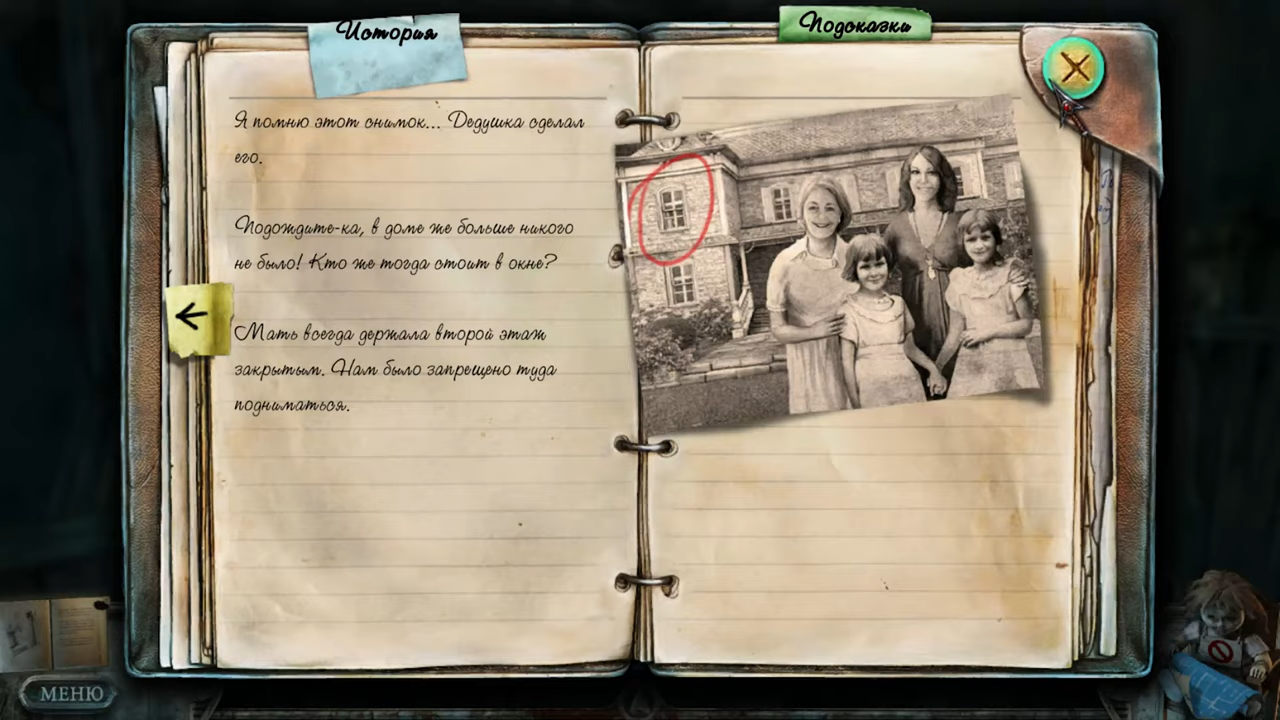 История
Подсказки
Я помню этот снимок... Дедушка сделал
его.
Подождите-ка, в доме же больше никого
не было! Кто же тогда стоит в окне?
Мать всегда держала второй этаж
закрытым. Нам было запрещено туда
подниматься.
МЕНЮ